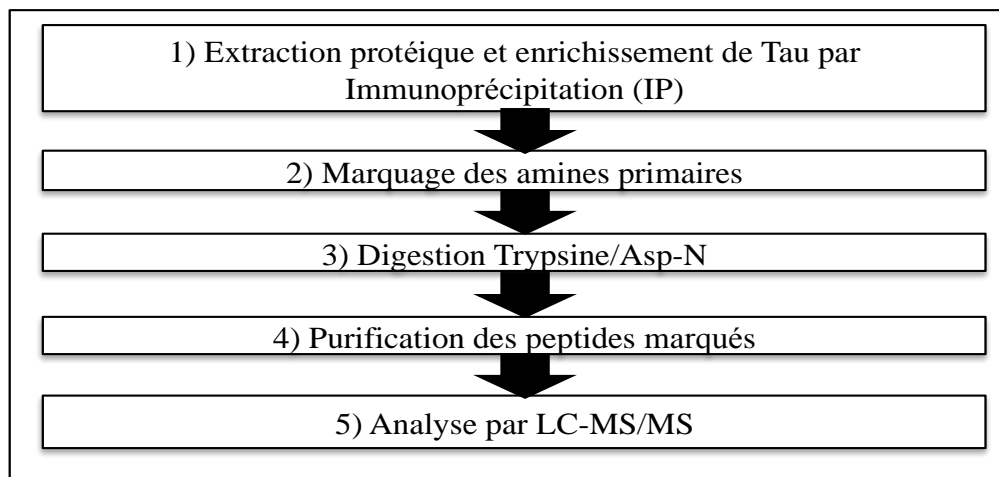 1) Extraction protéique et enrichissement de Tau par
Immunoprécipitation (IP)
2) Marquage des amines primaires
3) Digestion Trypsine/Asp-N
4) Purification des peptides marqués
5) Analyse par LC-MS/MS